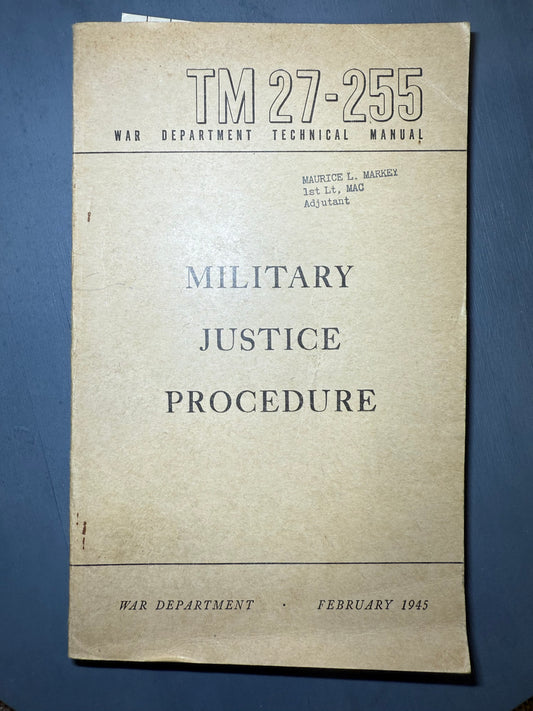 TM 27-255
WAR DEPARTMENT TECHNICAL MANUAL
MAURICE L. MARKEY
1st Lt, MAC
Adjutant
MILITARY
JUSTICE
PROCEDURE
WAR DEPARTMENT · FEBRUARY 1945